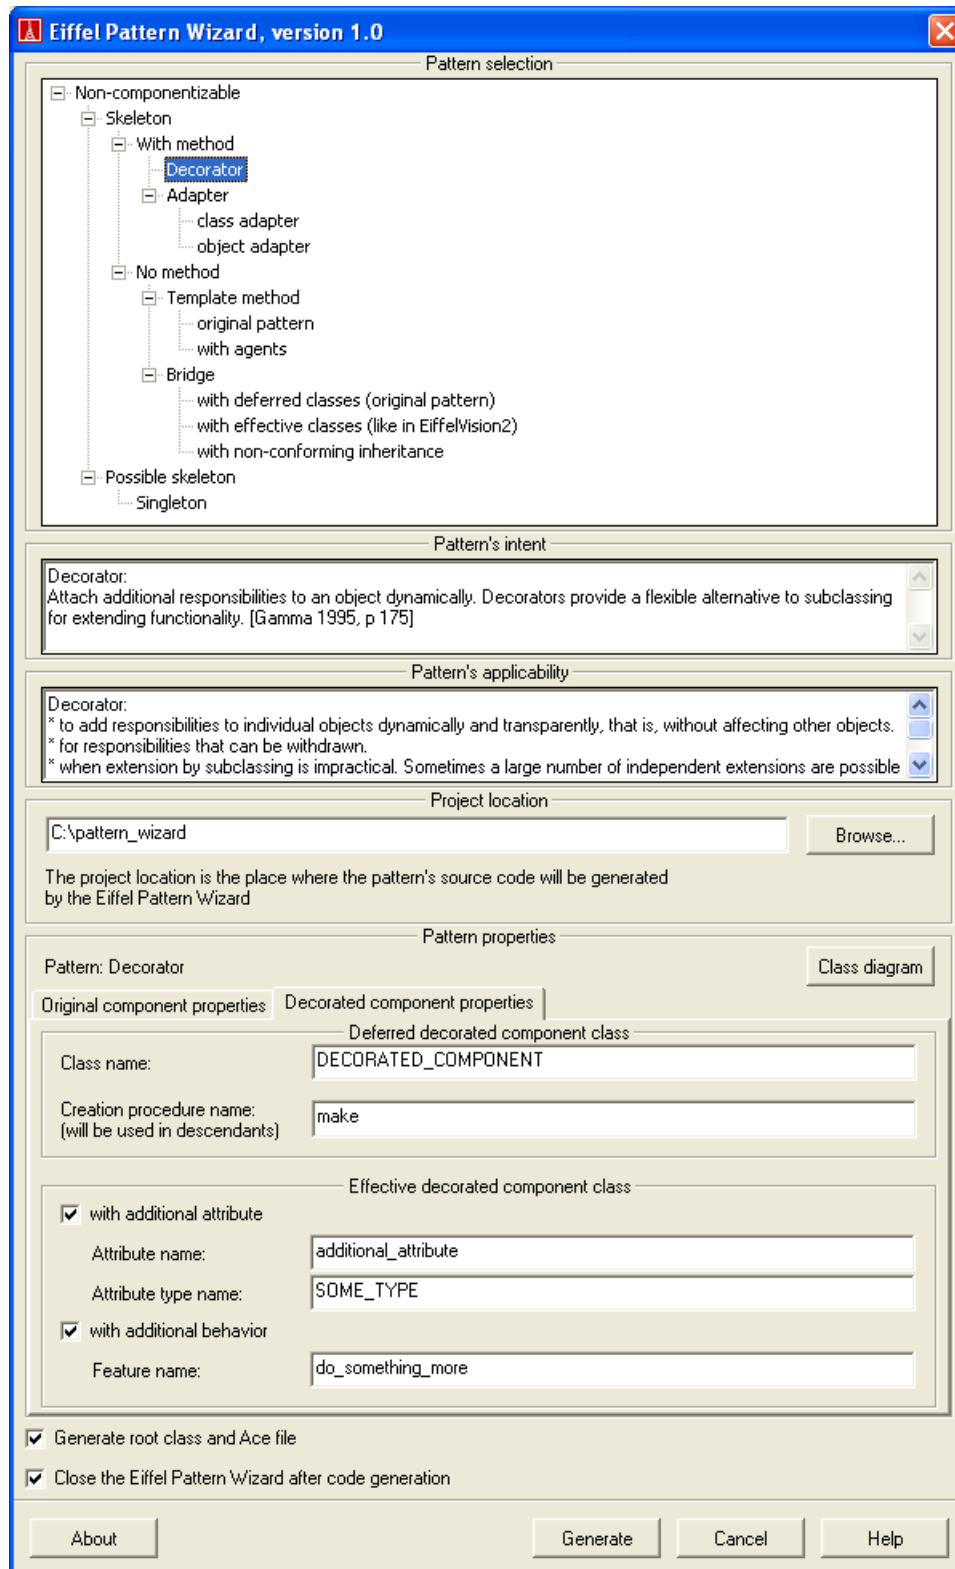 Eiffel Pattern Wizard, version 1.0
Pattern selection
Non-componentizable
Skeleton
With method
Decorator
Adapter
class adapter
object adapter
No method
Template method
original pattern
with agents
Bridge
with deferred classes (original pattern)
with effective classes (like in EiffelVision2)
with non-conforming inheritance
Possible skeleton
Singleton
Pattern's intent
Decorator:
Attach additional responsibilities to an object dynamically. Decorators provide a flexible alternative to subclassing
for extending functionality. [Gamma 1995, p 175]
Pattern's applicability
Decorator:
* to add responsibilities to individual objects dynamically and transparently, that is, without affecting other objects.
* for responsibilities that can be withdrawn.
* when extension by subclassing is impractical. Sometimes a large number of independent extensions are possible
Project location
C:\pattern_wizard
Browse...
The project location is the place where the pattern's source code will be generated
by the Eiffel Pattern Wizard
Pattern properties
Pattern: Decorator
Class diagram
Original component properties
Decorated component properties
Deferred decorated component class
Class name:
DECORATED_COMPONENT
Creation procedure name:
(will be used in descendants)
make
Effective decorated component class
with additional attribute
Attribute name:
additional_attribute
Attribute type name:
SOME_TYPE
with additional behavior
Feature name:
do_something_more
Generate root class and Ace file
Close the Eiffel Pattern Wizard after code generation
About
Generate
Cancel
Help